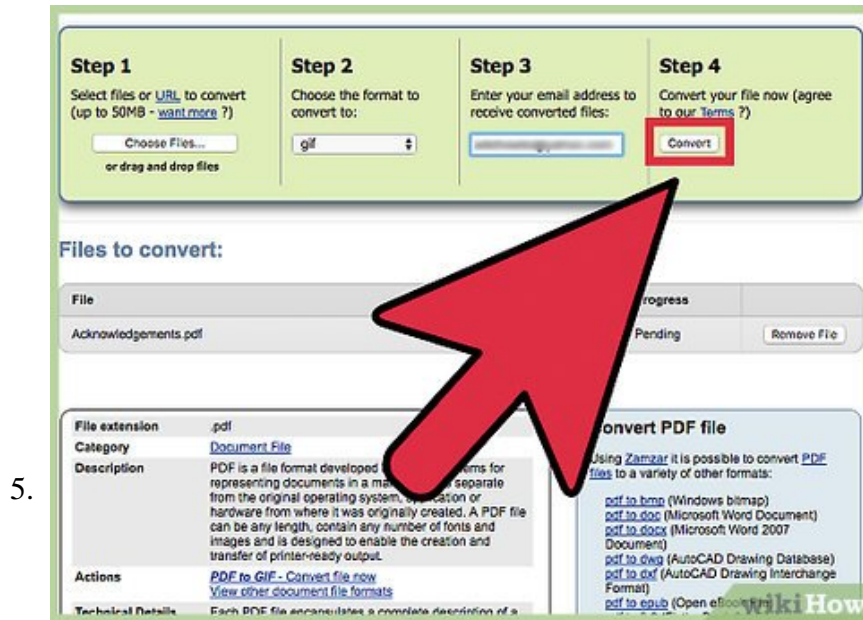 Step 1
Select files or URL to convert
(up to 50MB - want more ?)
Choose Files...
or drag and drop files
Step 2
Choose the format to
convert to:
gif
Step 3
Enter your email address to
receive converted files:
Step 4
Convert your
file now (agree
to our Terms ?)
Convert
Files to convert:
File
Acknowledgements.pdf
Pending
Remove File
File extension .pdf
Category Document File
Description PDF is a file format developed for
representing documents in a separate
from the original operating system, or
hardware from where it was originally created. A PDF file
can be any length, contain any number of fonts and
images and is designed to enable the creation and
transfer of printer-ready output.
Actions PDF to GIF - Convert file now
View other document file formats
Technical Details Each PDF file encapsulates a complete description of a
PDF file
Using Zamzar it is possible to convert PDF
files to a variety of other formats:
pdf to bmp (Windows bitmap)
pdf to doc (Microsoft Word Document)
pdf to docx (Microsoft Word 2007
Document)
pdf to dwg (AutoCAD Drawing Database)
pdf to dxf (AutoCAD Drawing Interchange
Format)
pdf to epub (Open
wikiHow
5.